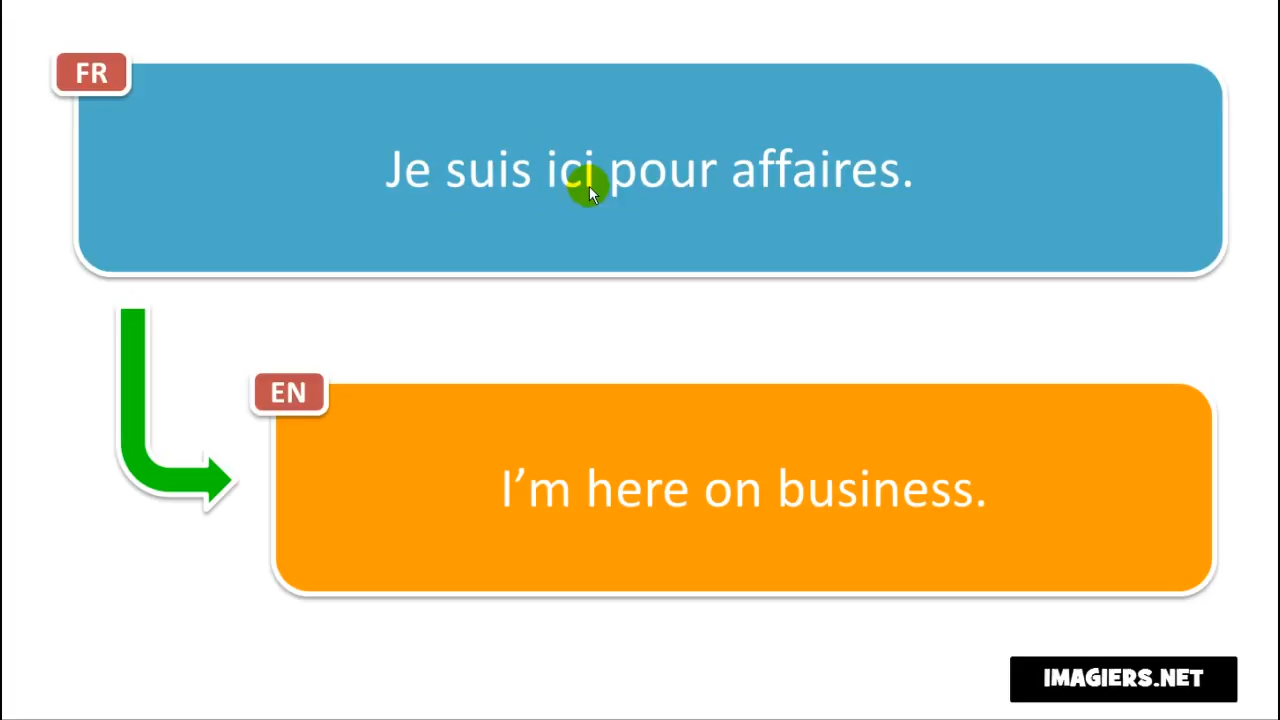 FR
Je suis ici pour affaires.
EN
I’m here on business.
IMAGIERS.NET